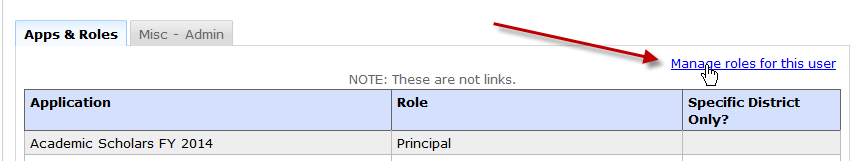 Apps & Roles
Misc - Admin
Manage roles for this user
NOTE: These are not links.
Application
Role
Specific District
Only?
Academic Scholars FY 2014
Principal